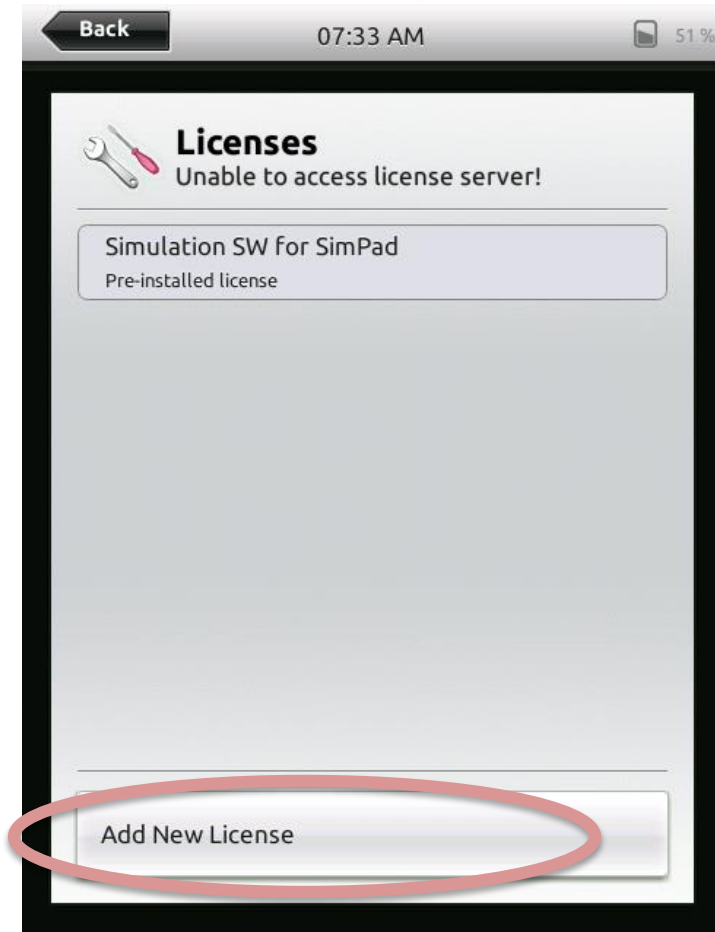 Back
07:33 AM
51 %
Licenses
Unable to access license server!
Simulation SW for SimPad
Pre-installed license
Add New License